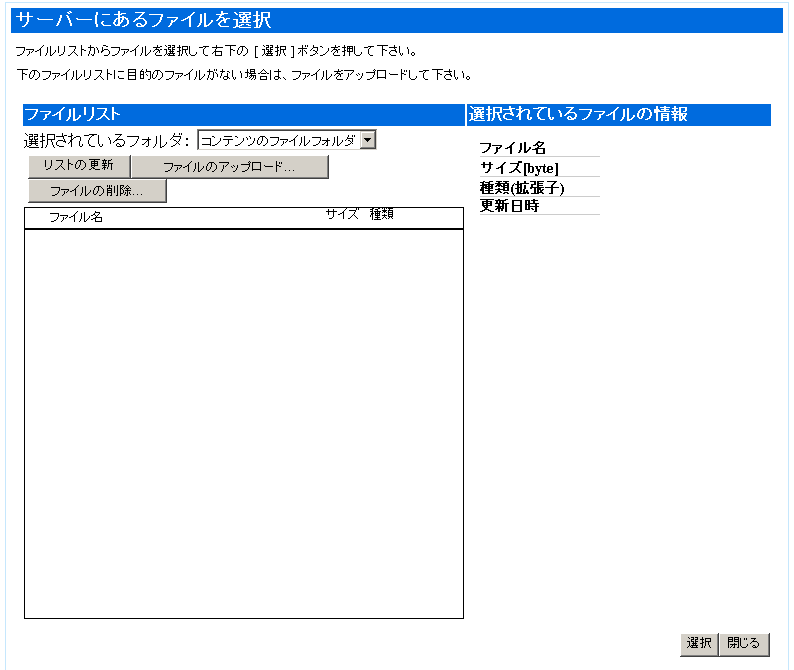 サーバーにあるファイルを選択
ファイルリストからファイルを選択して右下の [ 選択 ]ボタンを押して下さい。
下のファイルリストに目的のファイルがない場合は、ファイルをアップロードして下さい。
ファイルリスト
選択されているフォルダ: コンテンツのファイルフォルダ
リストの更新 ファイルのアップロード...
ファイルの削除...
ファイル名 サイズ 種類
選択されているファイルの情報
ファイル名
サイズ[byte]
種類(拡張子)
更新日時
選択 閉じる